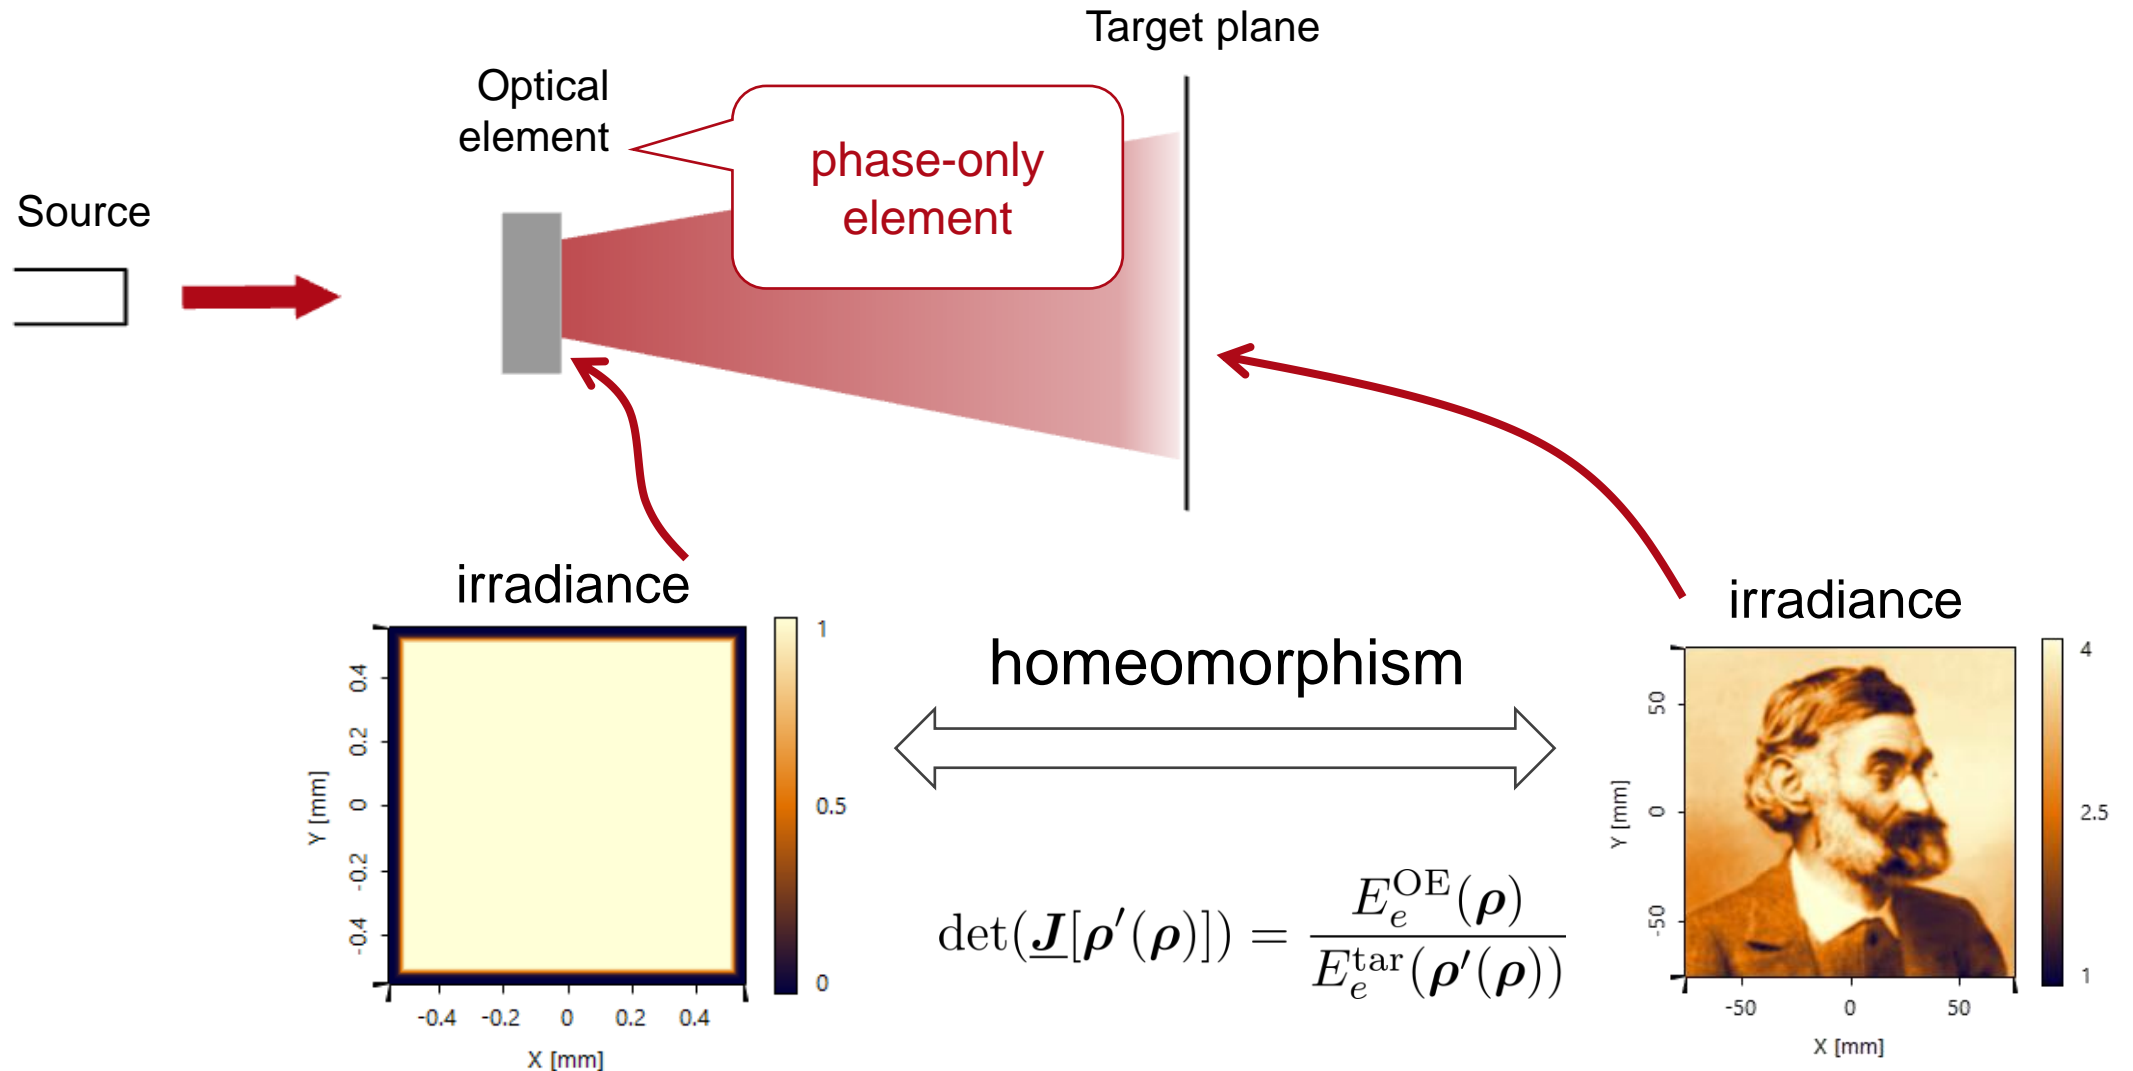 Target plane
Optical
element
phase-only
element
Source
irradiance
irradiance
homeomorphism
1
0.5
0
Y [mm]
0.4
0.2
0
-0.2
-0.4
-0.4 -0.2 0 0.2 0.4
X [mm]
4
2.5
1
Y [mm]
50
0
-50
-50 0 50
X [mm]
det(J[ρ′(ρ)]) = E_e^OE(ρ) / E_e^tar(ρ′(ρ))